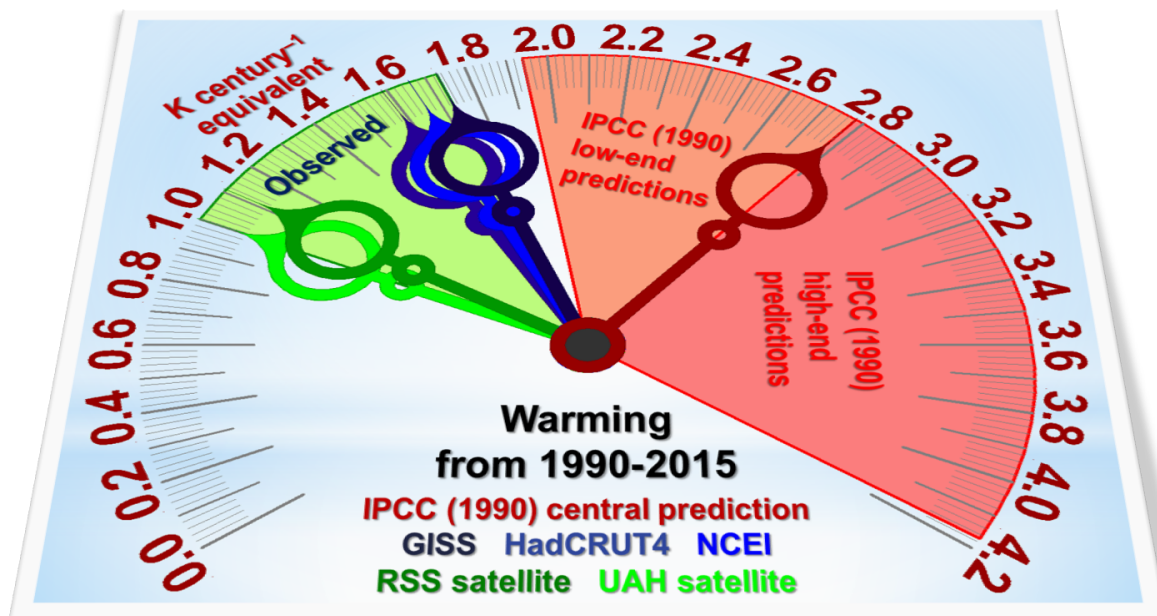 K century⁻¹
equivalent
0.0
0.2
0.4
0.6
0.8
1.0
1.2
1.4
1.6
1.8
2.0
2.2
2.4
2.6
2.8
3.0
3.2
3.4
3.6
3.8
4.0
4.2
Observed
IPCC (1990)
low-end
predictions
IPCC (1990)
high-end
predictions
Warming
from 1990-2015
IPCC (1990) central prediction
GISS HadCRUT4 NCEI
RSS satellite UAH satellite